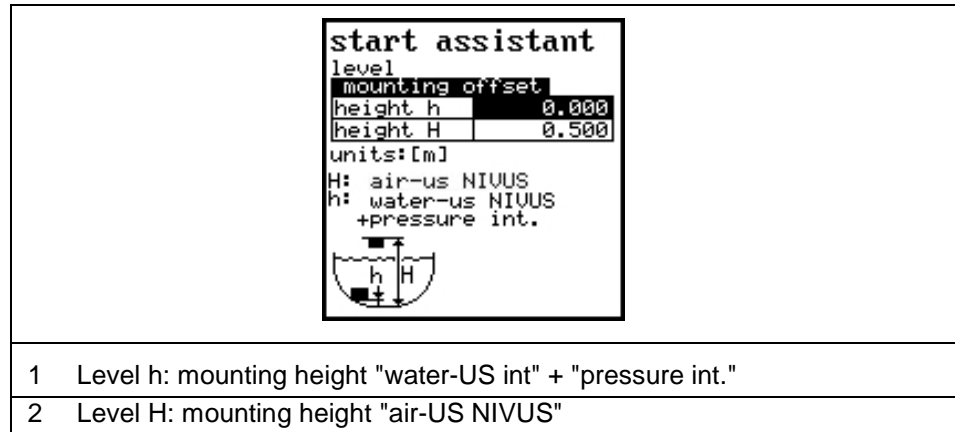 start assistant
level
mounting offset
height h 0.000
height H 0.500
units:[m]
H: air-us NIVUS
h: water-us NIVUS
+pressure int.
h H
1 Level h: mounting height "water-US int" + "pressure int."
2 Level H: mounting height "air-US NIVUS"